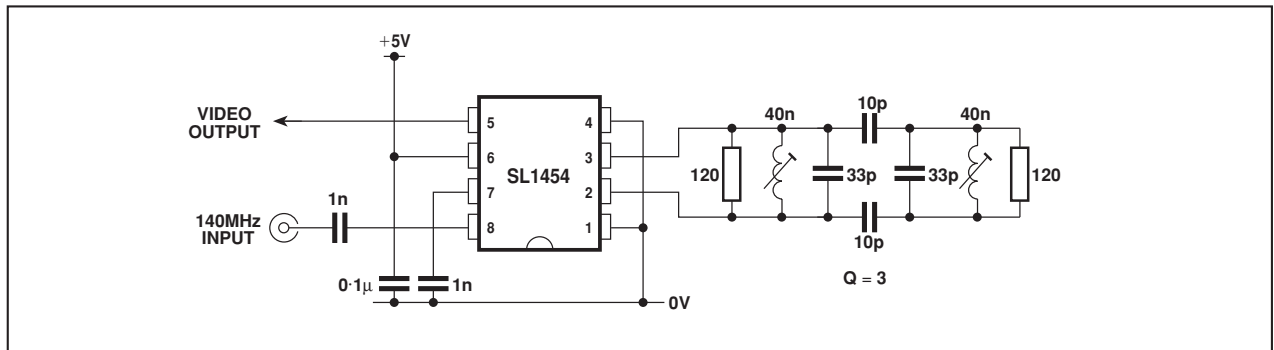 +5V
VIDEO
OUTPUT
5
4
6
3
SL1454
7
2
8
1
1n
140MHz
INPUT
0·1μ
1n
0V
120
40n
33p
10p
10p
33p
40n
120
Q = 3